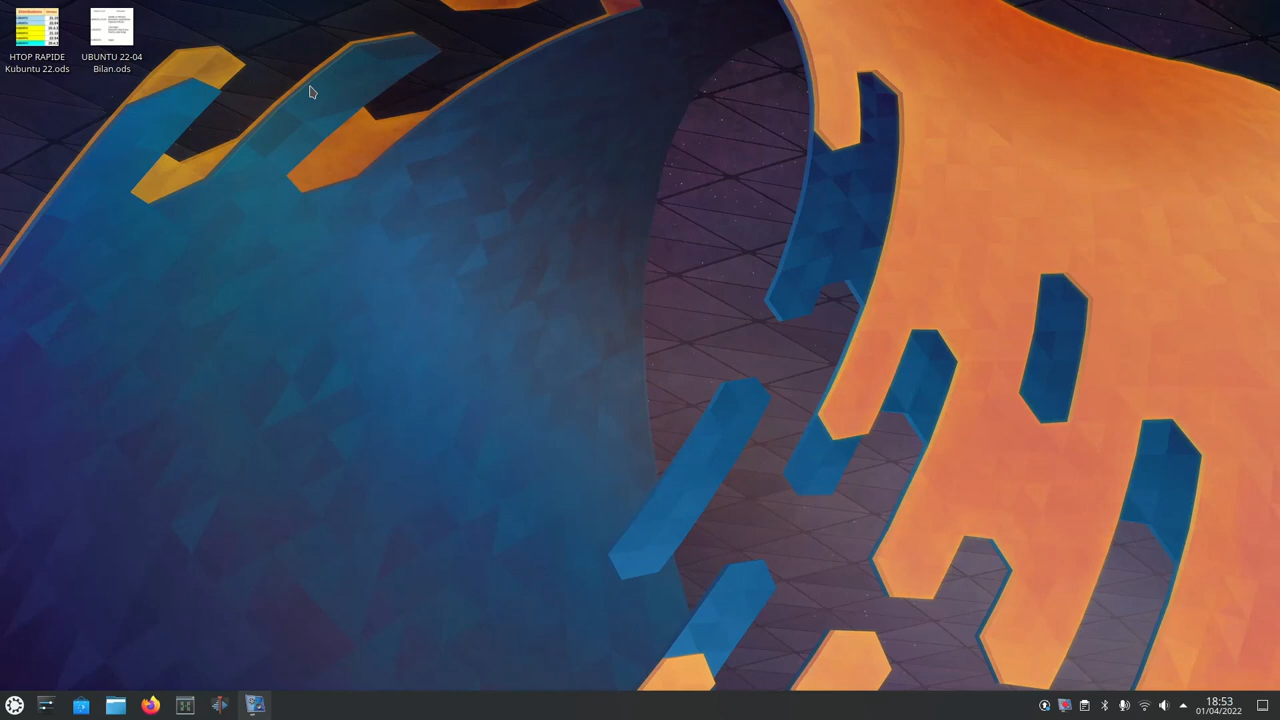 HTOP RAPIDE
Kubuntu 22.ods
UBUNTU 22-04
Bilan.ods
18:53
01/04/2022